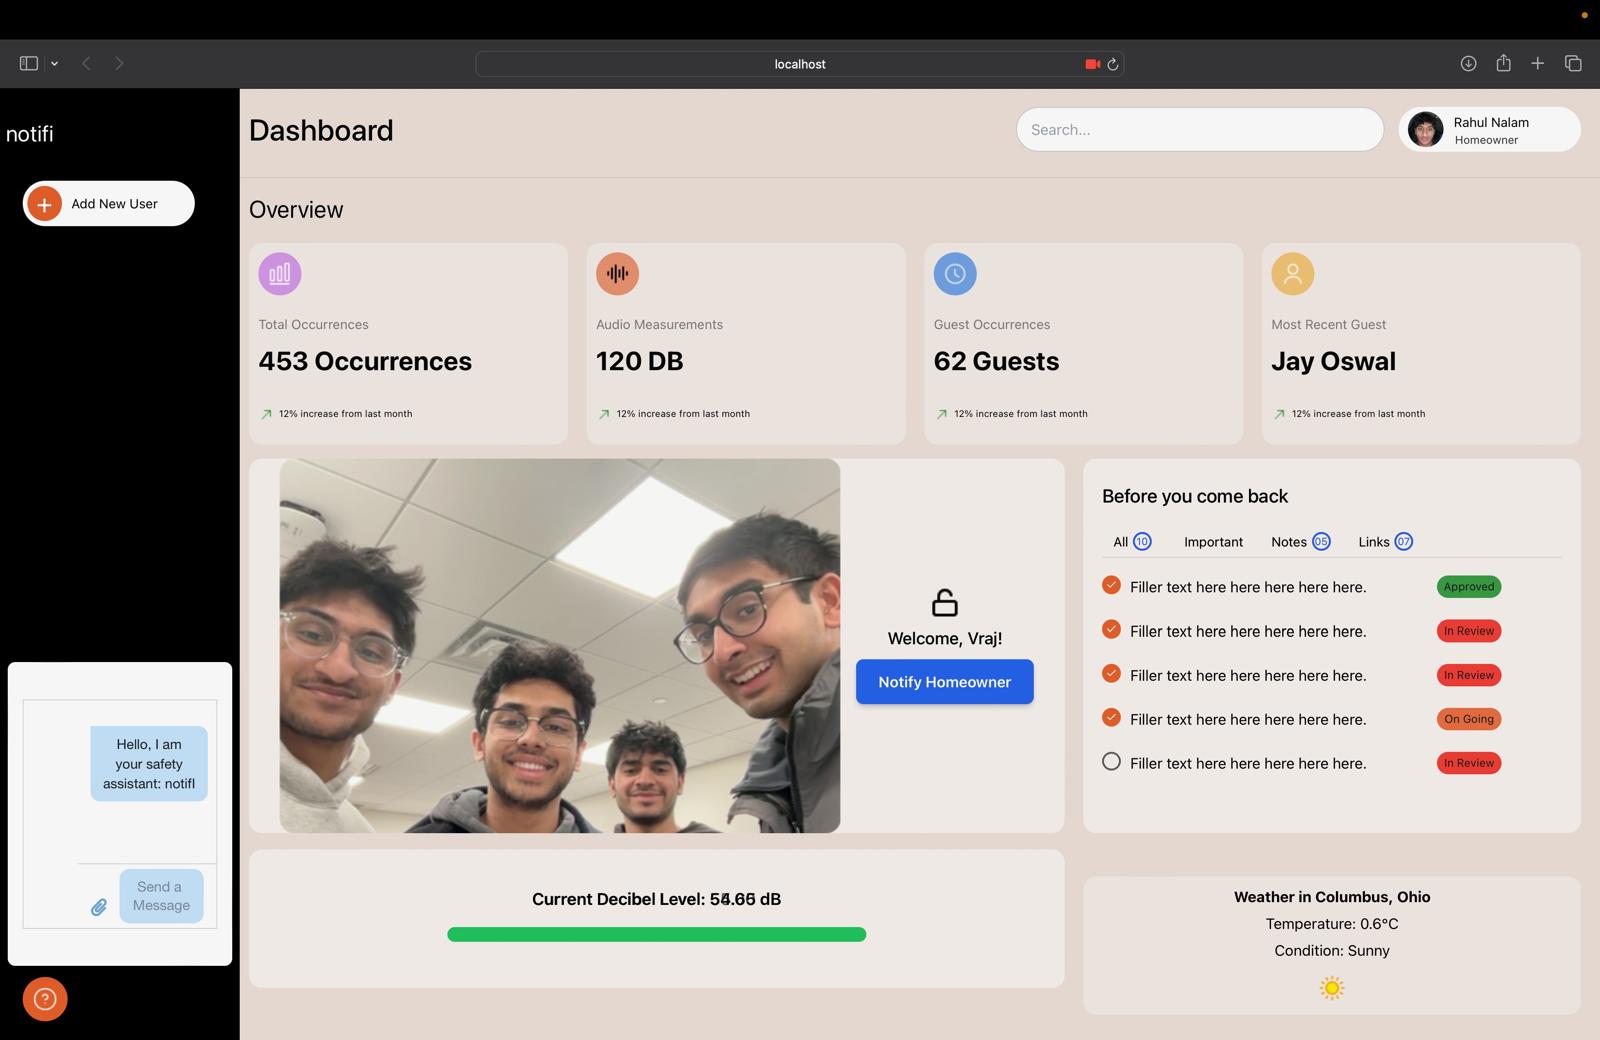 localhost
notifi
Add New User
Dashboard
Search...
Rahul Nalam
Homeowner
Overview
Total Occurrences
453 Occurrences
12% increase from last month
Audio Measurements
120 DB
12% increase from last month
Guest Occurrences
62 Guests
12% increase from last month
Most Recent Guest
Jay Oswal
12% increase from last month
Welcome, Vraj!
Notify Homeowner
Before you come back
All 10 Important Notes 05 Links 07
Filler text here here here here here. Approved
Filler text here here here here here. In Review
Filler text here here here here here. In Review
Filler text here here here here here. On Going
Filler text here here here here here. In Review
Hello, I am
your safety
assistant: notifI
Send a
Message
?
Current Decibel Level: dB
Weather in Columbus, Ohio
Temperature: 0.6°C
Condition: Sunny